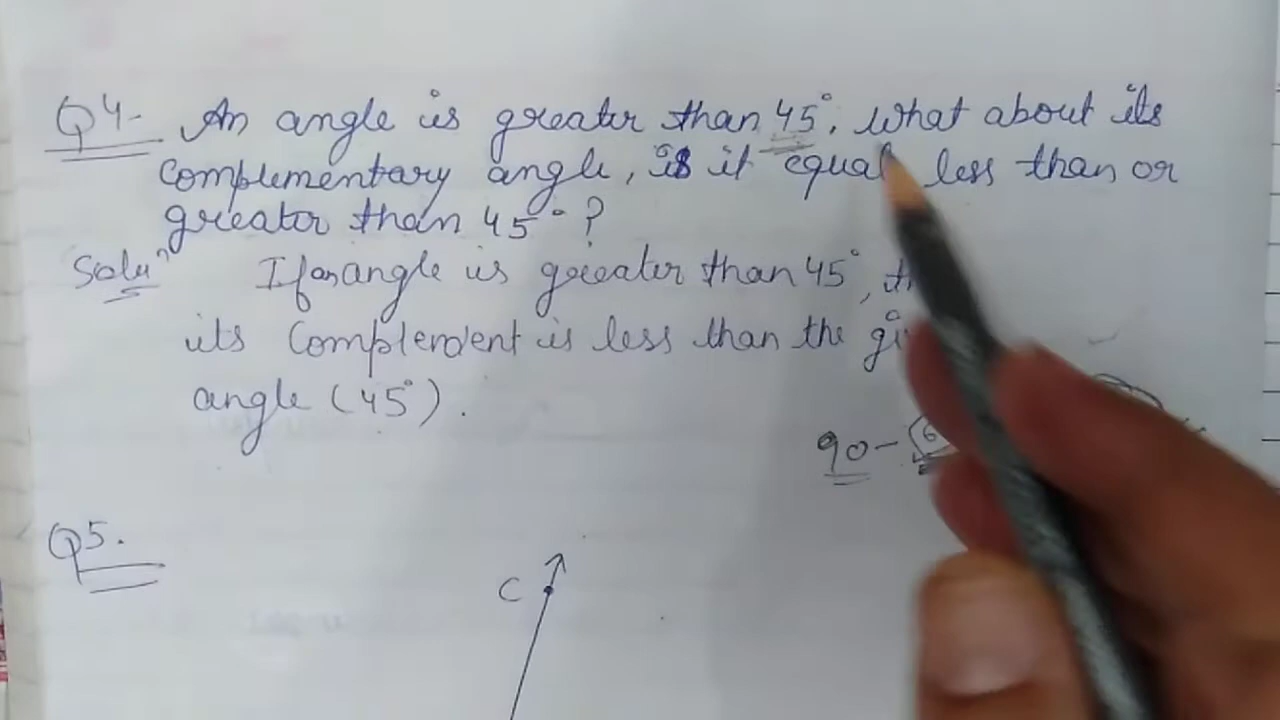 Q4. An angle is greater than 45°. What about its
complementary angle, is it equal less than or
greater than 45°?
Soluⁿ If an angle is greater than 45°,
its Complement is less than the
angle (45°).
90 - 6
Q5.
C